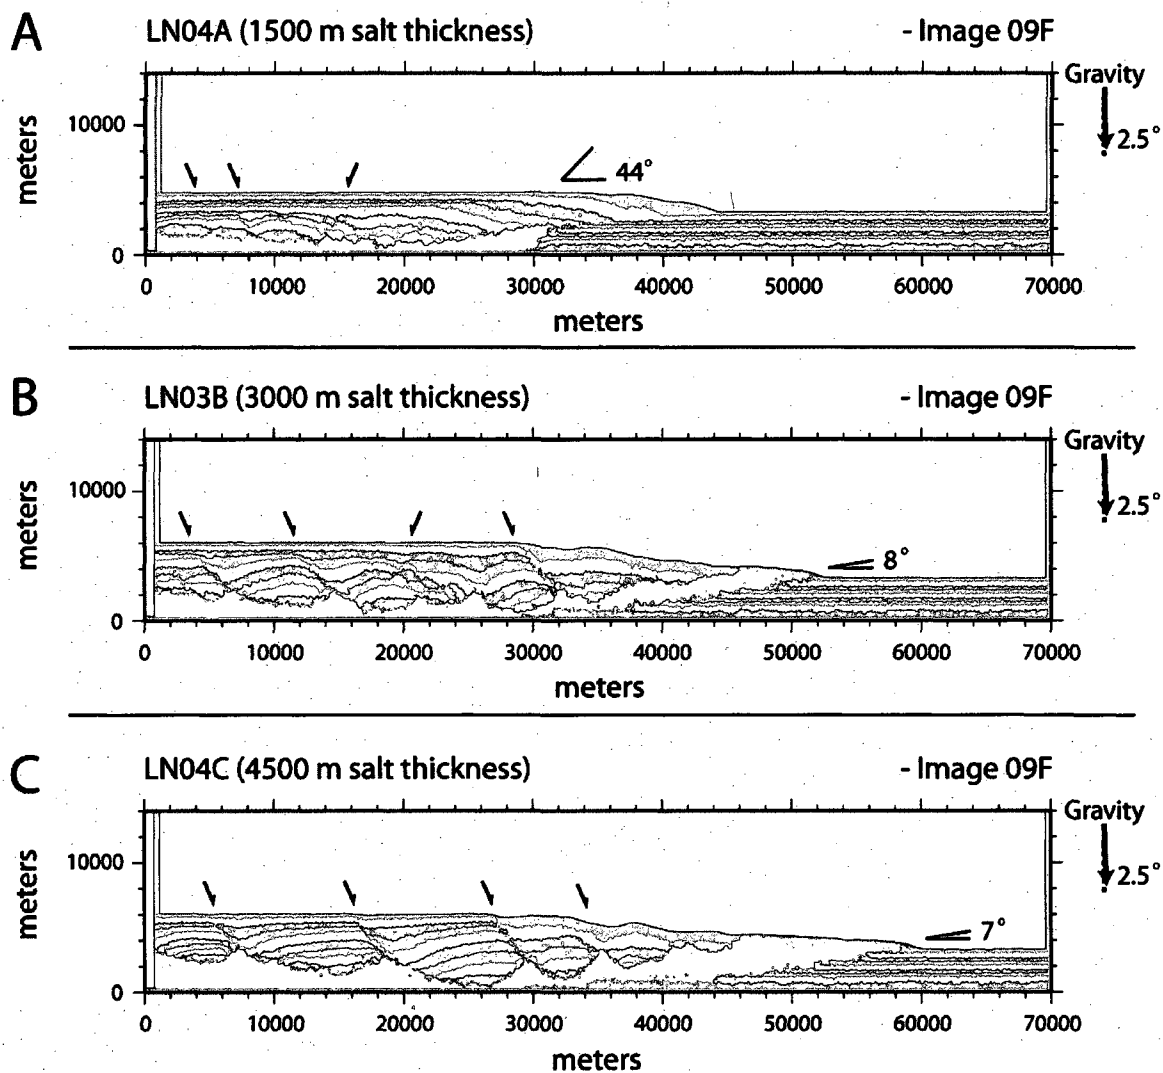 A
LN04A (1500 m salt thickness)
- Image 09F
Gravity
2.5°
meters
10000
0
44°
0 10000 20000 30000 40000 50000 60000 70000
meters
B
LN03B (3000 m salt thickness)
- Image 09F
Gravity
2.5°
meters
10000
0
8°
0 10000 20000 30000 40000 50000 60000 70000
meters
C
LN04C (4500 m salt thickness)
- Image 09F
Gravity
2.5°
meters
10000
0
7°
0 10000 20000 30000 40000 50000 60000 70000
meters